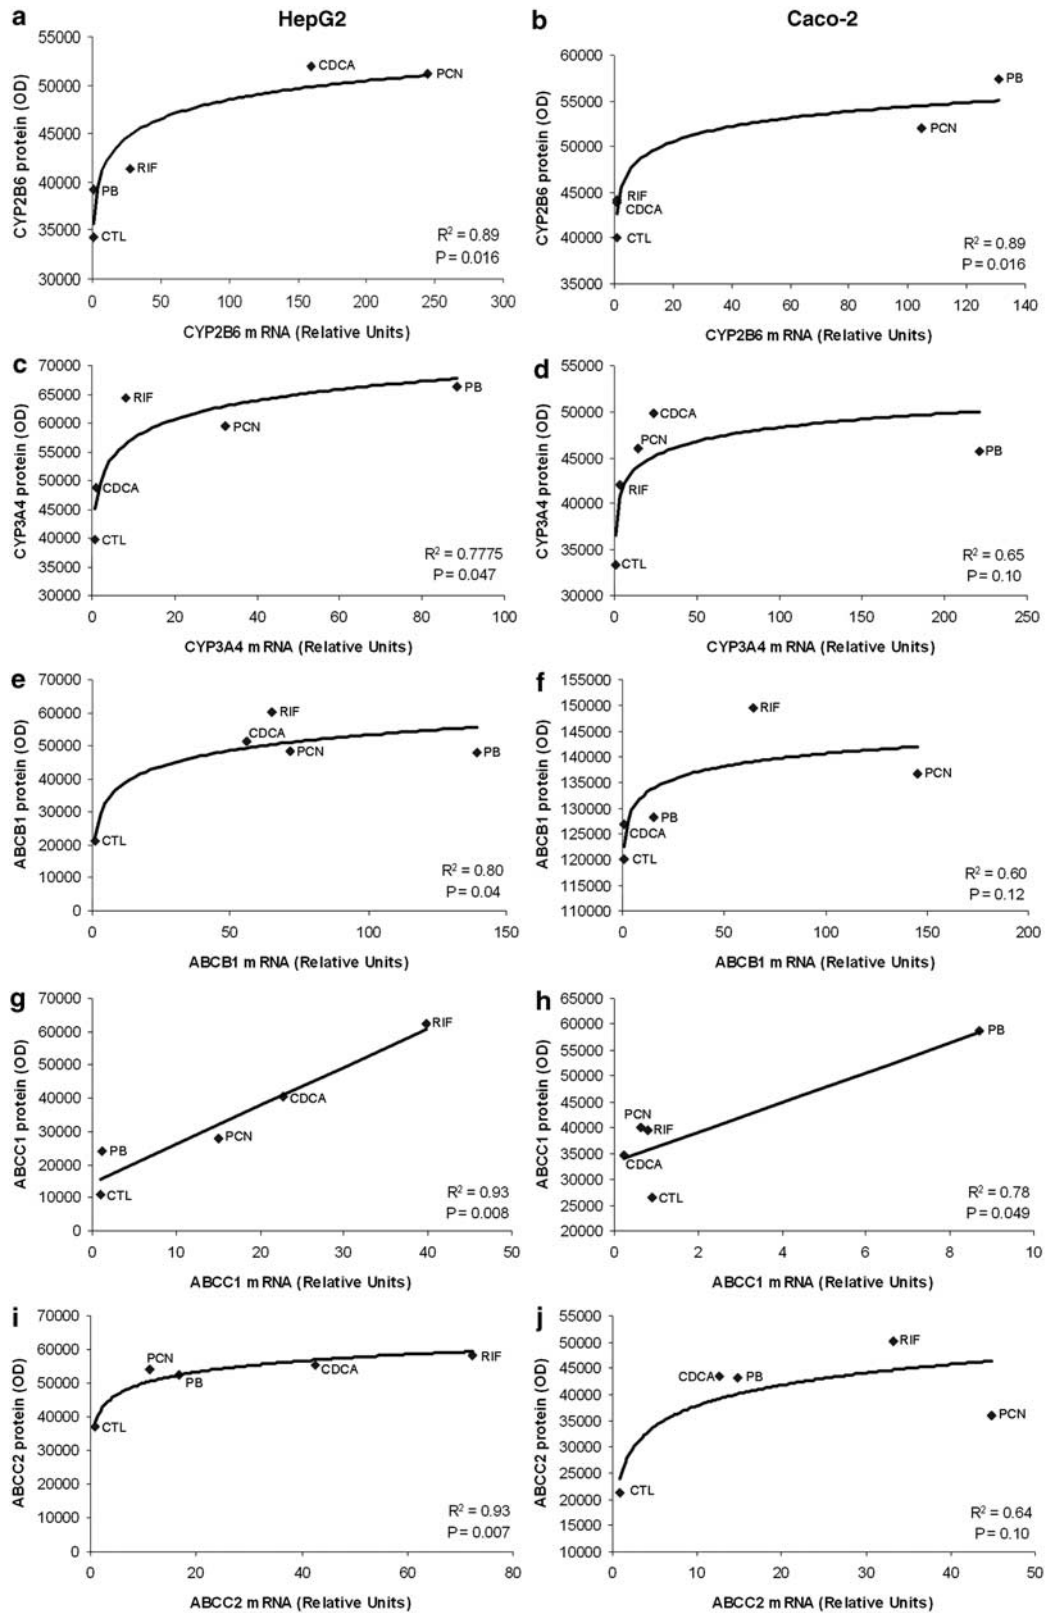 a HepG2
55000
50000
45000
40000
35000
30000
CYP2B6 protein (OD)
CDCA
PCN
RIF
PB
CTL
R² = 0.89
P = 0.016
0 50 100 150 200 250 300
CYP2B6 mRNA (Relative Units)
b Caco-2
60000
55000
50000
45000
40000
35000
CYP2B6 protein (OD)
PB
PCN
RIF
CDCA
CTL
R² = 0.89
P = 0.016
0 20 40 60 80 100 120 140
CYP2B6 mRNA (Relative Units)
c
70000
65000
60000
55000
50000
45000
40000
35000
30000
CYP3A4 protein (OD)
RIF
PB
PCN
CDCA
CTL
R² = 0.7775
P = 0.047
0 20 40 60 80 100
CYP3A4 mRNA (Relative Units)
d
55000
50000
45000
40000
35000
30000
CYP3A4 protein (OD)
CDCA
PCN
PB
RIF
CTL
R² = 0.65
P = 0.10
0 50 100 150 200 250
CYP3A4 mRNA (Relative Units)
e
70000
60000
50000
40000
30000
20000
10000
0
ABCB1 protein (OD)
RIF
CDCA
PCN
PB
CTL
R² = 0.80
P = 0.04
0 50 100 150
ABCB1 mRNA (Relative Units)
f
155000
150000
145000
140000
135000
130000
125000
120000
115000
110000
ABCB1 protein (OD)
RIF
PCN
PB
CDCA
CTL
R² = 0.60
P = 0.12
0 50 100 150 200
ABCB1 mRNA (Relative Units)
g
70000
60000
50000
40000
30000
20000
10000
0
ABCC1 protein (OD)
RIF
CDCA
PCN
PB
CTL
R² = 0.93
P = 0.008
0 10 20 30 40 50
ABCC1 mRNA (Relative Units)
h
65000
60000
55000
50000
45000
40000
35000
30000
25000
20000
ABCC1 protein (OD)
PB
PCN
RIF
CDCA
CTL
R² = 0.78
P = 0.049
0 2 4 6 8 10
ABCC1 mRNA (Relative Units)
i
70000
60000
50000
40000
30000
20000
10000
0
ABCC2 protein (OD)
PCN
RIF
CDCA
PB
CTL
R² = 0.93
P = 0.007
0 20 40 60 80
ABCC2 mRNA (Relative Units)
j
55000
50000
45000
40000
35000
30000
25000
20000
15000
10000
ABCC2 protein (OD)
RIF
CDCA
PB
PCN
CTL
R² = 0.64
P = 0.10
0 10 20 30 40 50
ABCC2 mRNA (Relative Units)